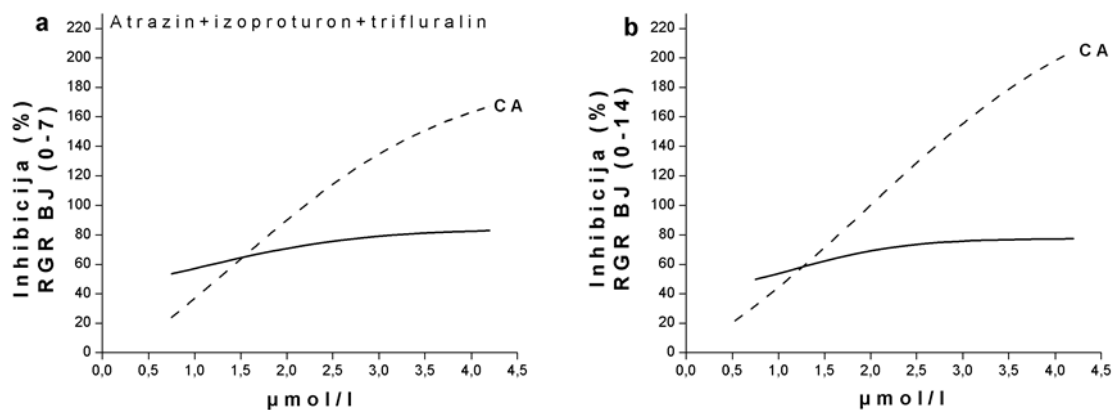 a
Atrazin+izoproturon+trifluralin
Inhibicija (%)
RGR BJ (0-7)
220
200
180
160
140
120
100
80
60
40
20
0
CA
0,0 0,5 1,0 1,5 2,0 2,5 3,0 3,5 4,0 4,5
µmol/l
b
Inhibicija (%)
RGR BJ (0-14)
220
200
180
160
140
120
100
80
60
40
20
0
CA
0,0 0,5 1,0 1,5 2,0 2,5 3,0 3,5 4,0 4,5
µmol/l